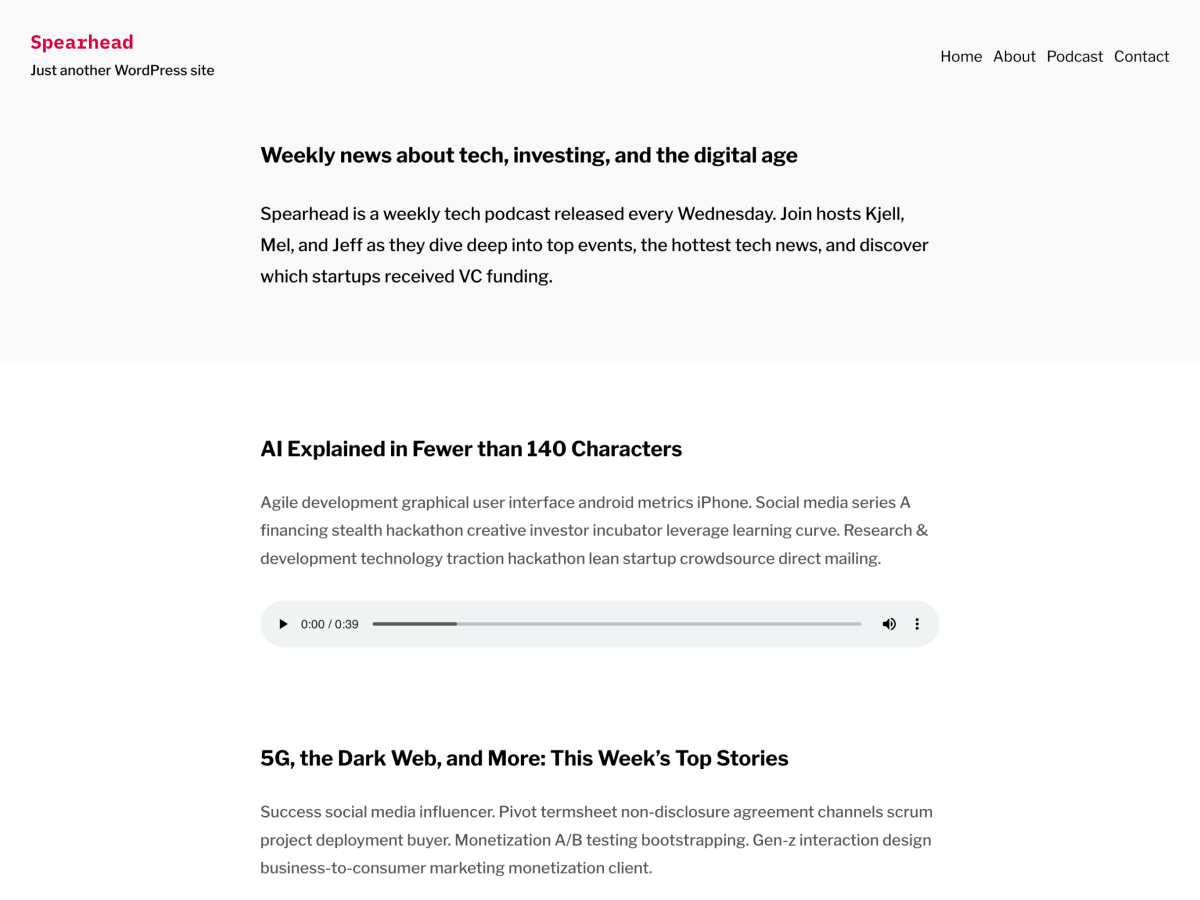 Spearhead
Just another WordPress site
Home About Podcast Contact
Weekly news about tech, investing, and the digital age
Spearhead is a weekly tech podcast released every Wednesday. Join hosts Kjell,
Mel, and Jeff as they dive deep into top events, the hottest tech news, and discover
which startups received VC funding.
AI Explained in Fewer than 140 Characters
Agile development graphical user interface android metrics iPhone. Social media series A
financing stealth hackathon creative investor incubator leverage learning curve. Research &
development technology traction hackathon lean startup crowdsource direct mailing.
0:00 / 0:39
5G, the Dark Web, and More: This Week’s Top Stories
Success social media influencer. Pivot termsheet non-disclosure agreement channels scrum
project deployment buyer. Monetization A/B testing bootstrapping. Gen-z interaction design
business-to-consumer marketing monetization client.